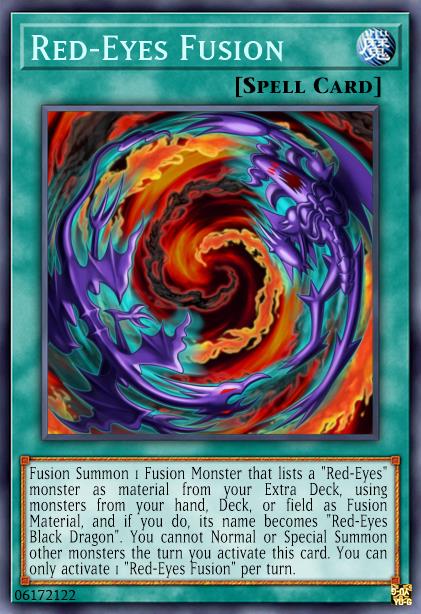 Red-Eyes Fusion
魔
[Spell Card]
Fusion Summon 1 Fusion Monster that lists a "Red-Eyes"
monster as material from your Extra Deck, using
monsters from your hand, Deck, or field as Fusion
Material, and if you do, its name becomes "Red-Eyes
Black Dragon". You cannot Normal or Special Summon
other monsters the turn you activate this card. You can
only activate 1 "Red-Eyes Fusion" per turn.
06172122